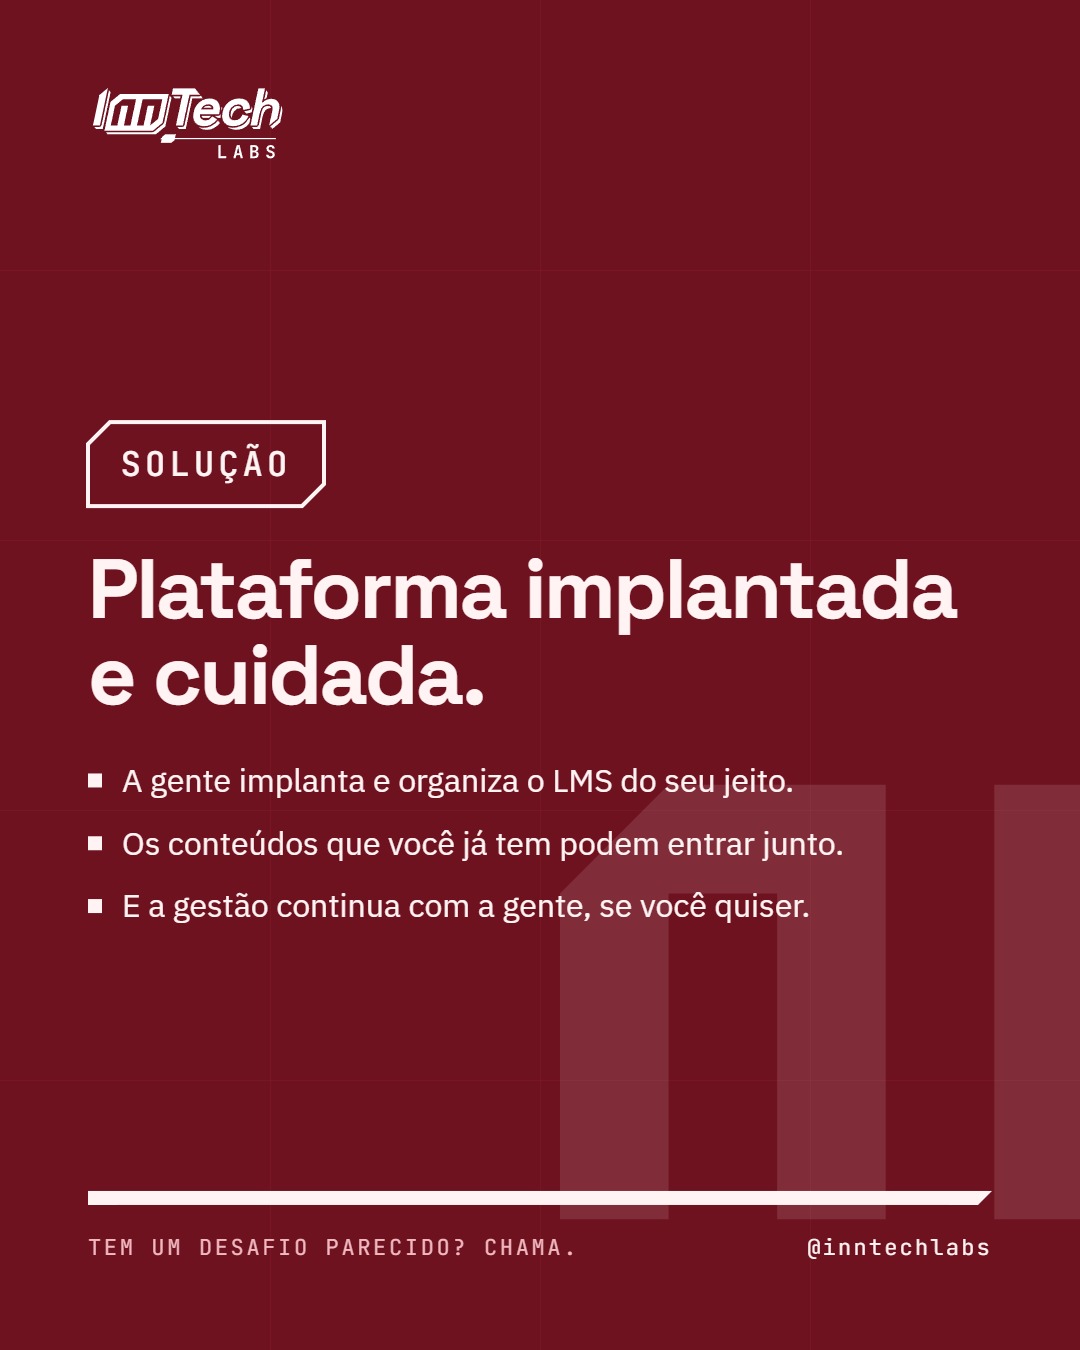 InnTech
LABS
SOLUÇÃO
Plataforma implantada
e cuidada.
A gente implanta e organiza o LMS do seu jeito.
Os conteúdos que você já tem podem entrar junto.
E a gestão continua com a gente, se você quiser.
TEM UM DESAFIO PARECIDO? CHAMA.
@inntechlabs